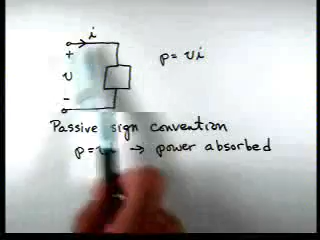 i
+
v
-
p = vi
Passive sign convention
p = → power absorbed